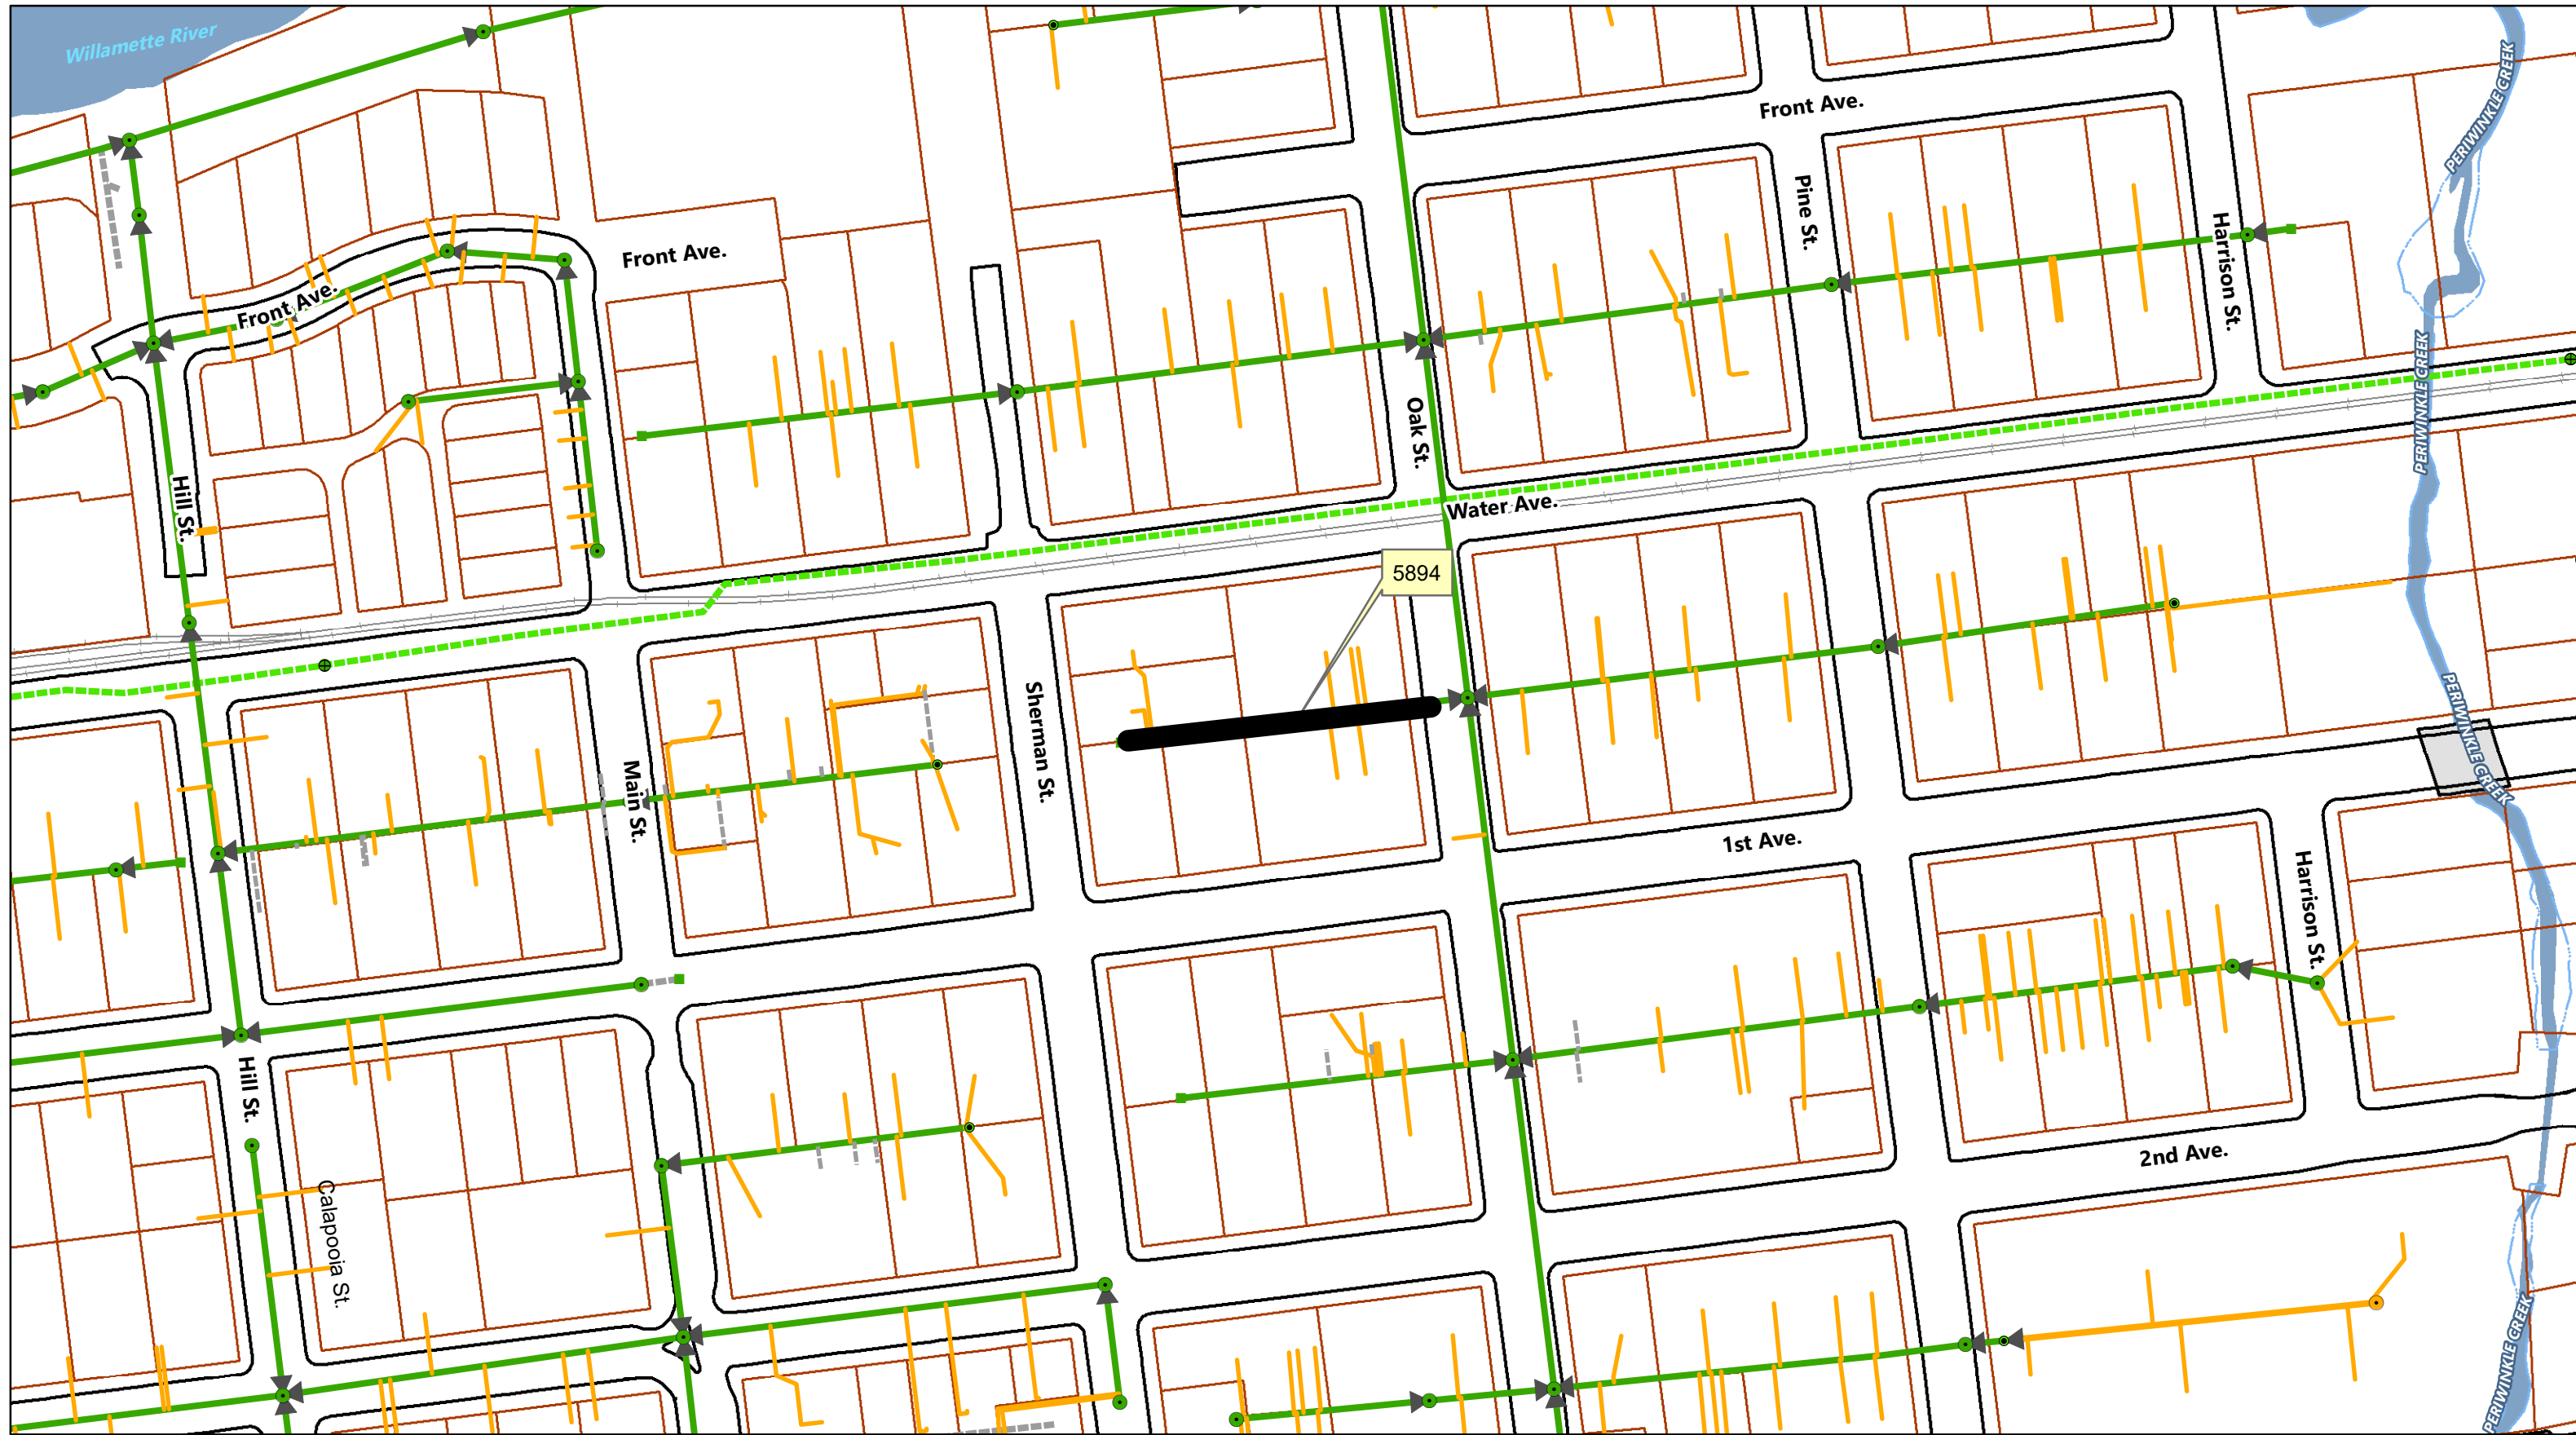 Willamette River
PERIWINKLE CREEK
Front Ave.
Pine St.
Harrison St.
Front Ave.
Front Ave.
PERIWINKLE CREEK
Oak St.
Hill St.
Water Ave.
5894
Sherman St.
PERIWINKLE CREEK
Main St.
1st Ave.
Harrison St.
Hill St.
2nd Ave.
Calapooia St.
PERIWINKLE CREEK